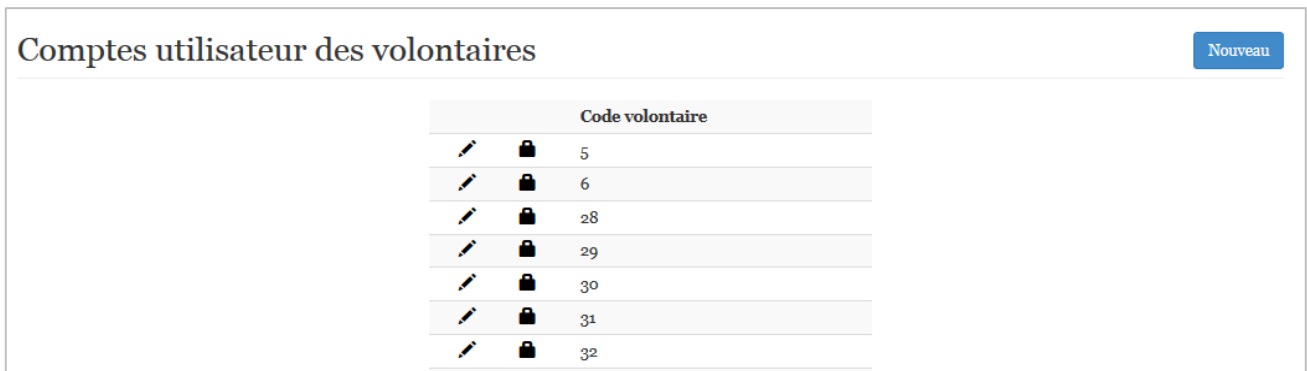 Comptes utilisateur des volontaires
Nouveau
Code volontaire
5
6
28
29
30
31
32